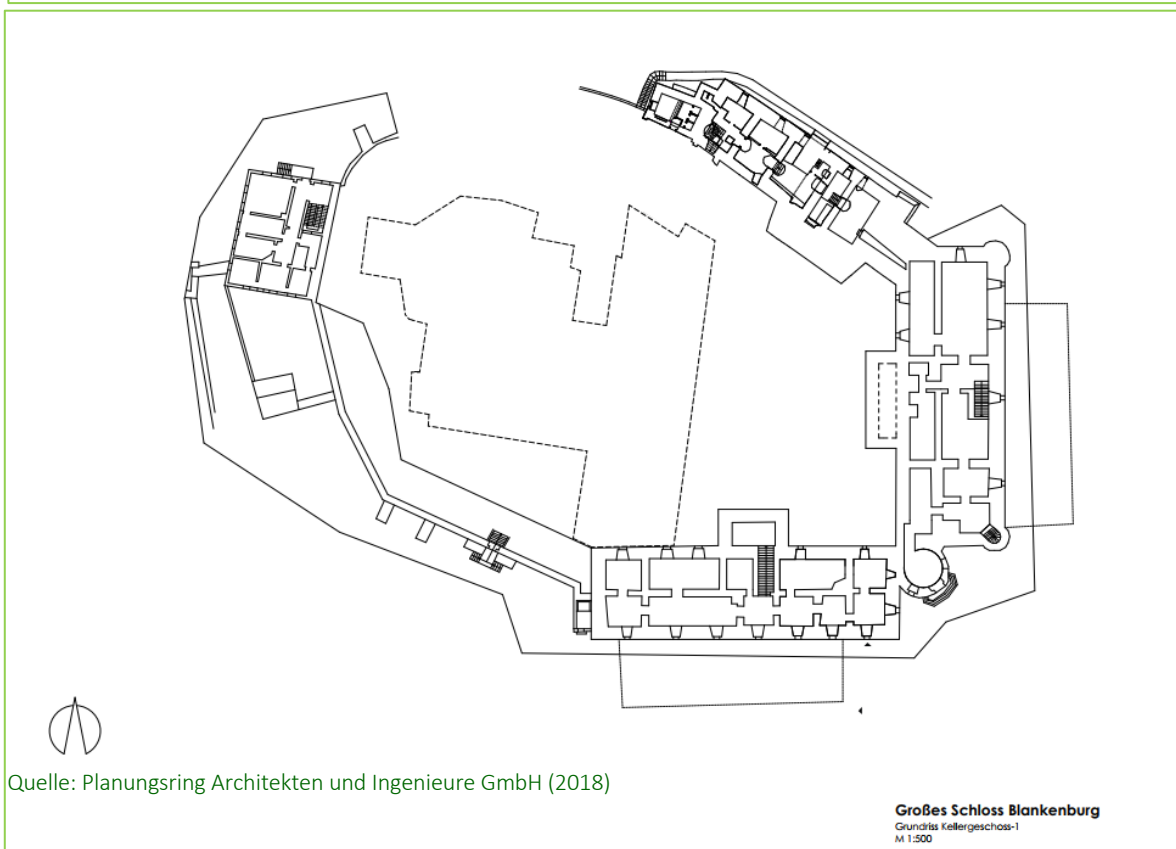 Quelle: Planungsring Architekten und Ingenieure GmbH (2018)
Großes Schloss Blankenburg
Grundriss Kellergeschoss-1
M 1:500